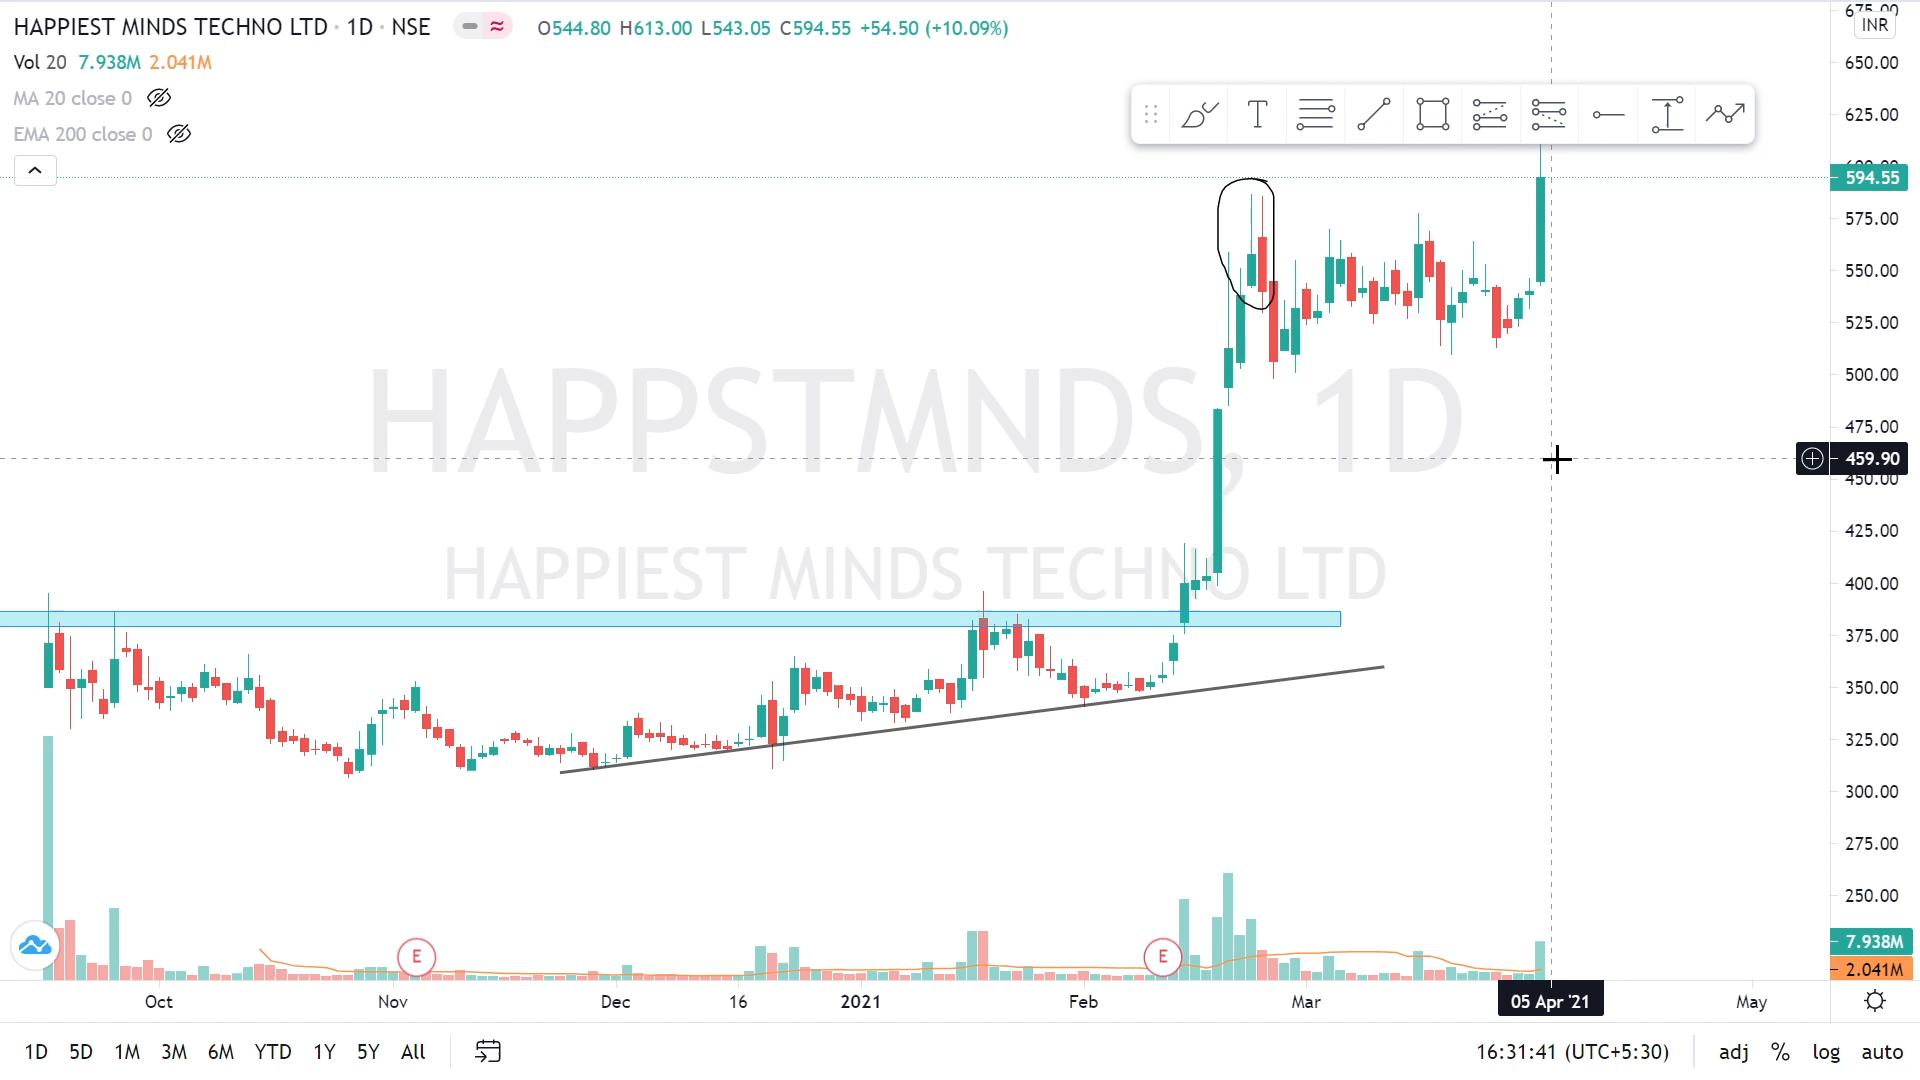 HAPPIEST MINDS TECHNO LTD · 1D · NSE O544.80 H613.00 L543.05 C594.55 +54.50 (+10.09%)
Vol 20 7.938M 2.041M
MA 20 close 0
EMA 200 close 0
INR
675.00
650.00
625.00
600.00
594.55
575.00
550.00
525.00
500.00
475.00
459.90
450.00
425.00
400.00
375.00
350.00
325.00
300.00
275.00
250.00
7.938M
2.041M
HAPPSTMNDS, 1D
HAPPIEST MINDS TECHNO LTD
E E
Oct Nov Dec 16 2021 Feb Mar 05 Apr '21 May
1D 5D 1M 3M 6M YTD 1Y 5Y All 16:31:41 (UTC+5:30) adj % log auto